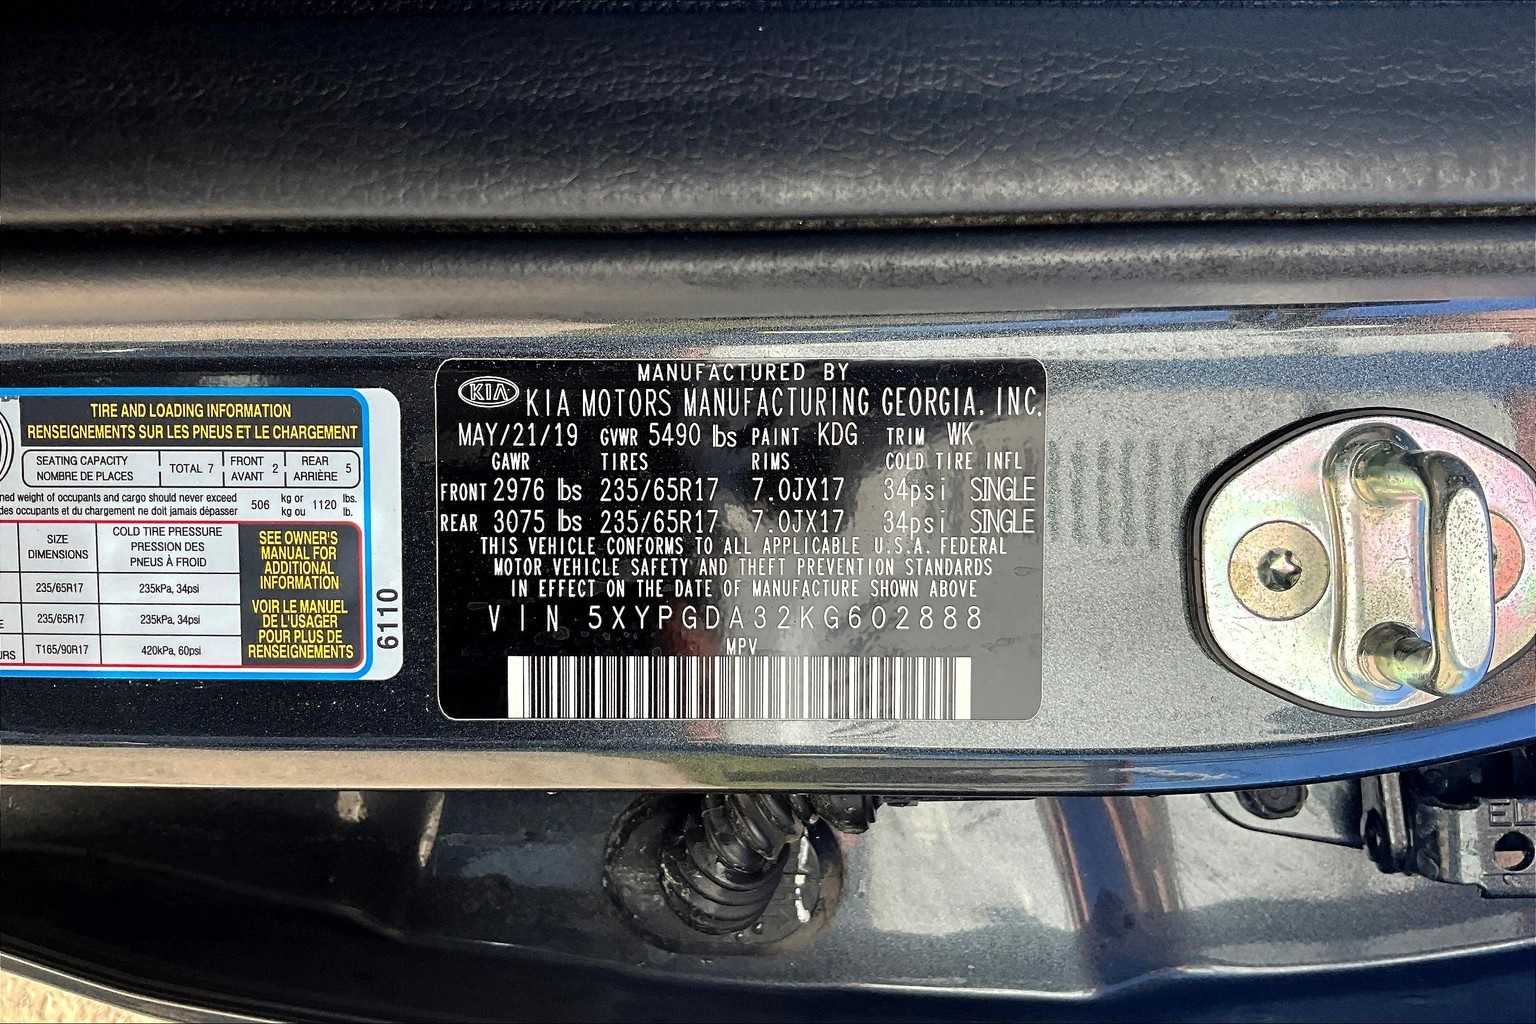 TIRE AND LOADING INFORMATION
RENSEIGNEMENTS SUR LES PNEUS ET LE CHARGEMENT
SEATING CAPACITY
NOMBRE DE PLACES
TOTAL 7
FRONT
AVANT 2
REAR
ARRIÈRE 5
weight of occupants and cargo should never exceed
des occupants et du chargement ne doit jamais dépasser
506 kg or
kg ou 1120 lbs.
lb.
SIZE
DIMENSIONS
COLD TIRE PRESSURE
PRESSION DES
PNEUS À FROID
235/65R17 235kPa, 34psi
235/65R17 235kPa, 34psi
T165/90R17 420kPa, 60psi
SEE OWNER'S
MANUAL FOR
ADDITIONAL
INFORMATION
VOIR LE MANUEL
DE L'USAGER
POUR PLUS DE
RENSEIGNEMENTS
6110
MANUFACTURED BY
KIA KIA MOTORS MANUFACTURING GEORGIA, INC.
MAY/21/19 GVWR 5490 lbs PAINT KDG TRIM WK
GAWR TIRES RIMS COLD TIRE INFL
FRONT 2976 lbs 235/65R17 7.0JX17 34psi SINGLE
REAR 3075 lbs 235/65R17 7.0JX17 34psi SINGLE
THIS VEHICLE CONFORMS TO ALL APPLICABLE U.S.A. FEDERAL
MOTOR VEHICLE SAFETY AND THEFT PREVENTION STANDARDS
IN EFFECT ON THE DATE OF MANUFACTURE SHOWN ABOVE
VIN 5XYPGDA32KG602888
MPV